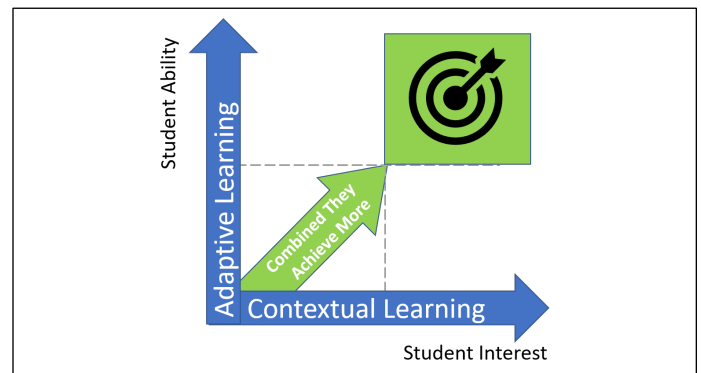 Student Ability
Adaptive Learning
Combined They
Achieve More
Contextual Learning
Student Interest